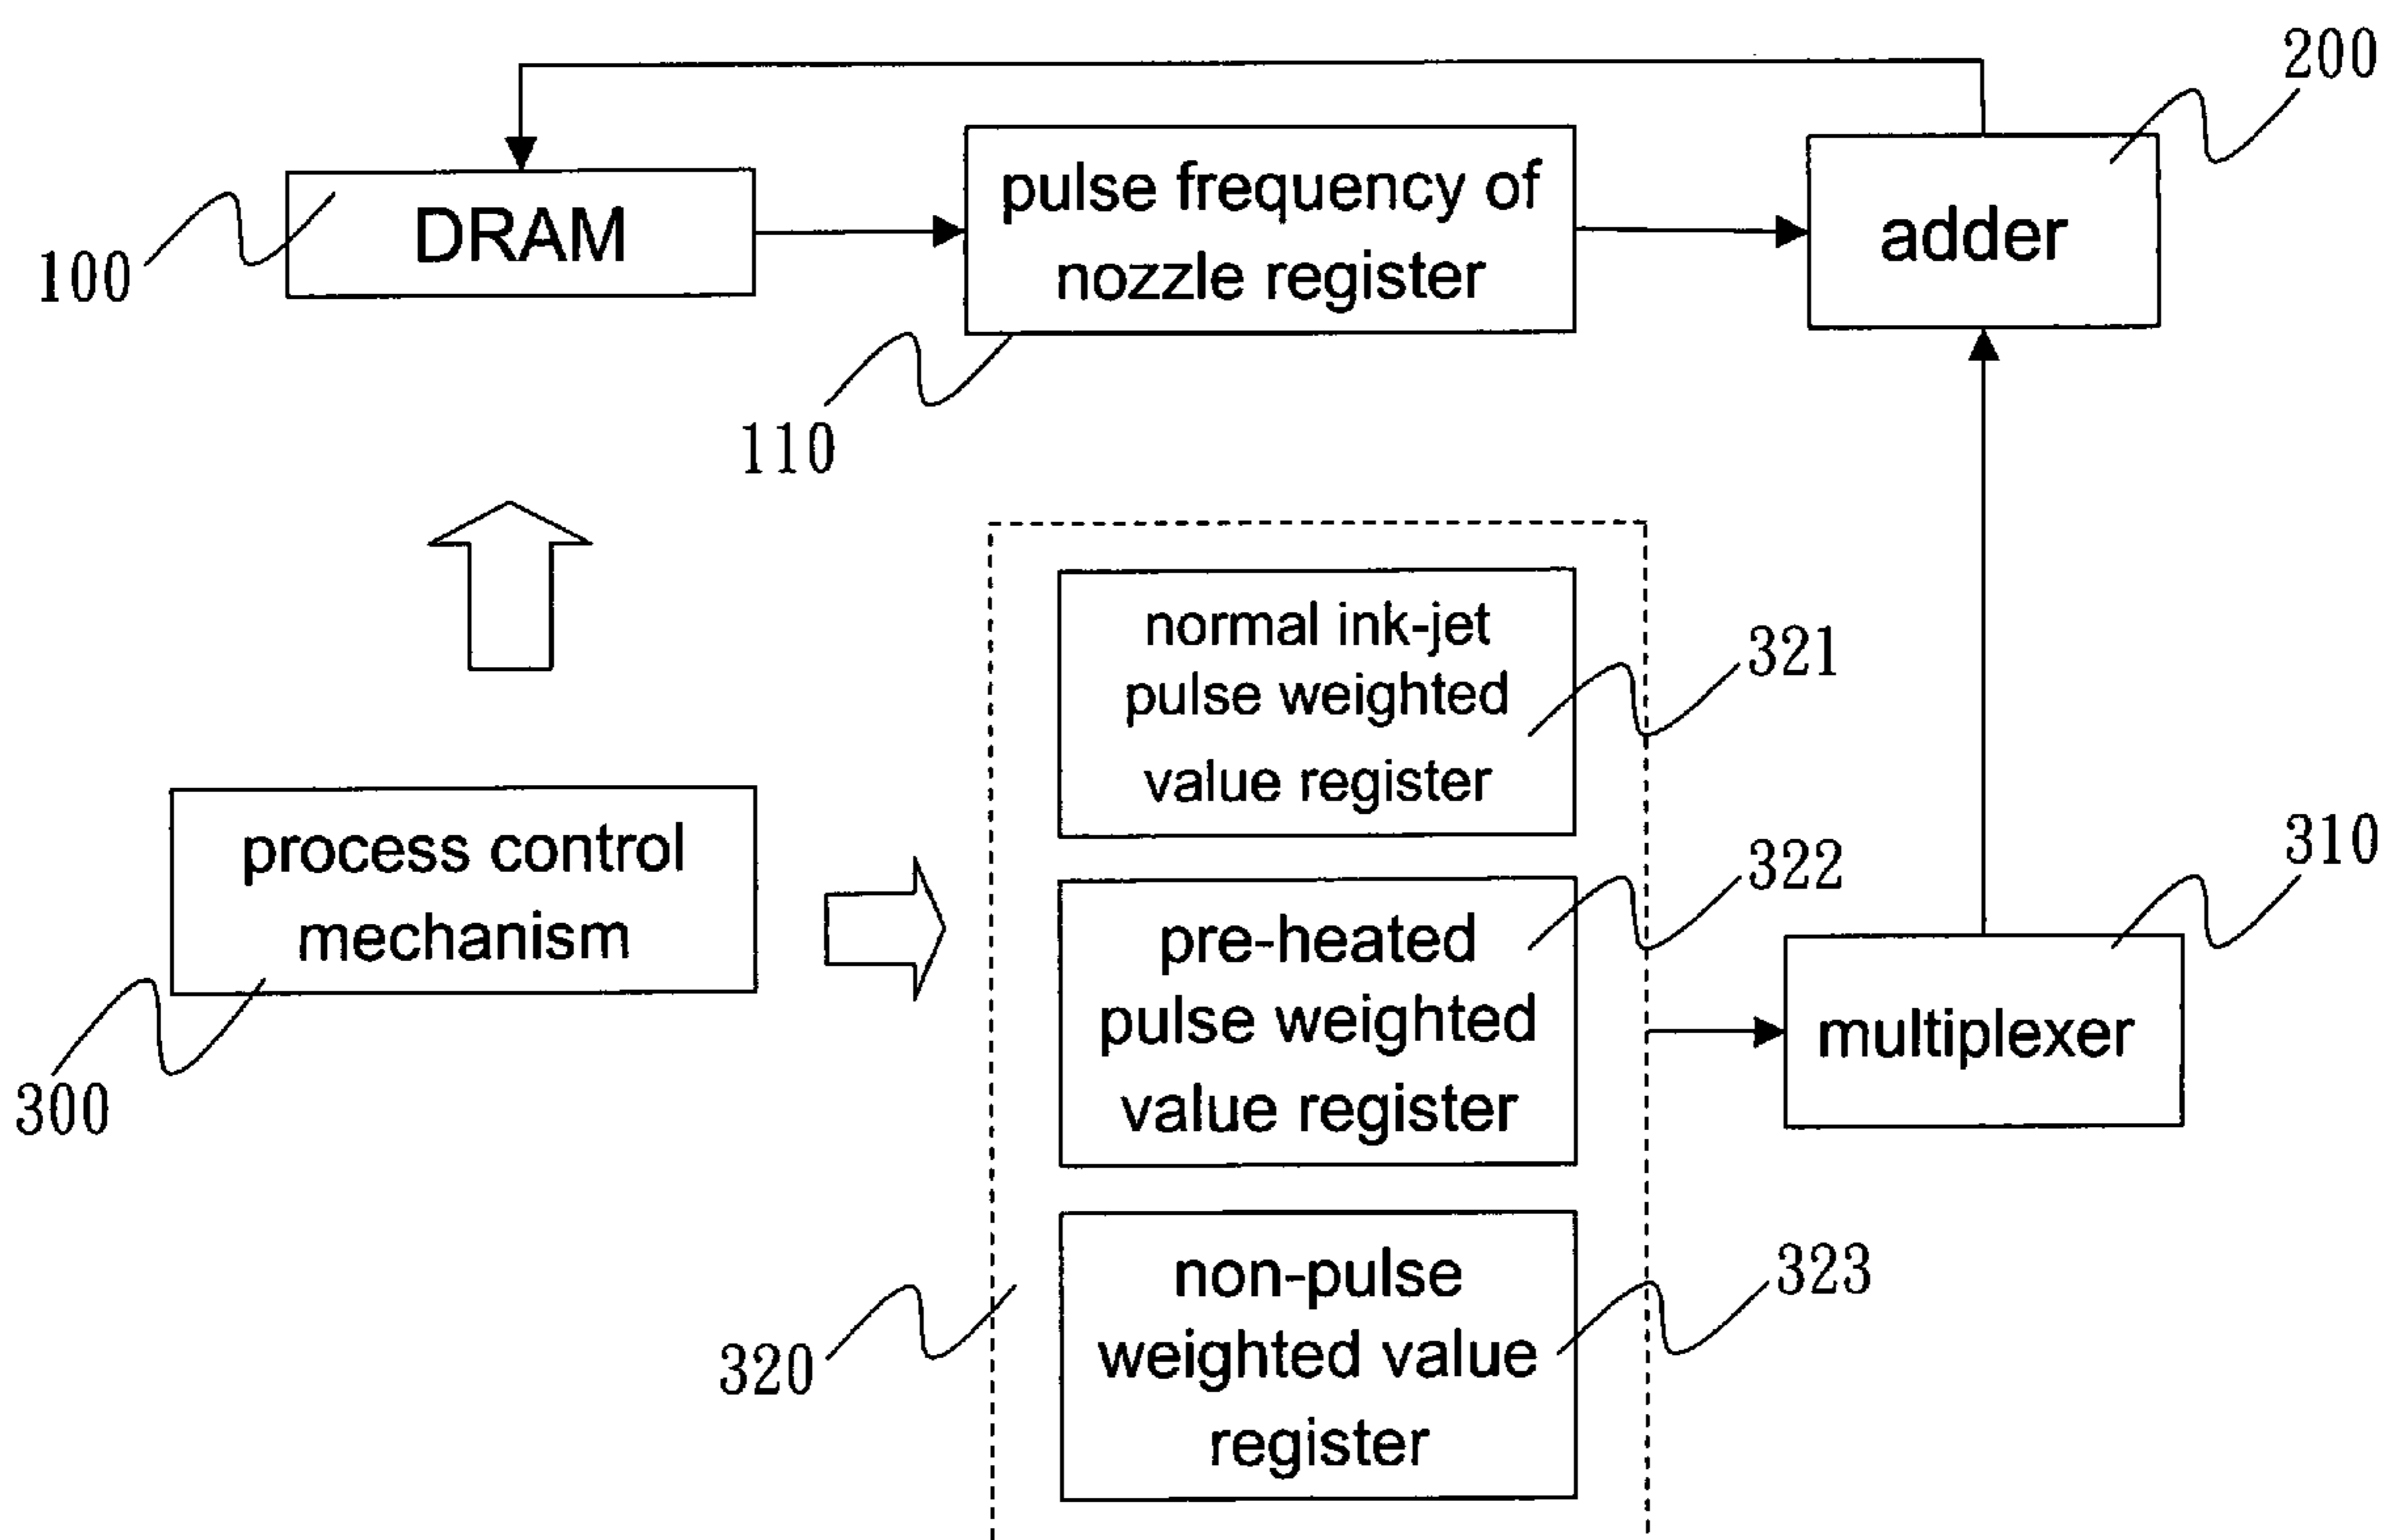 200
DRAM
100
pulse frequency of
nozzle register
110
adder
normal ink-jet
pulse weighted
value register
321
process control
mechanism
300
pre-heated
pulse weighted
value register
322
310
multiplexer
non-pulse
weighted value
register
323
320